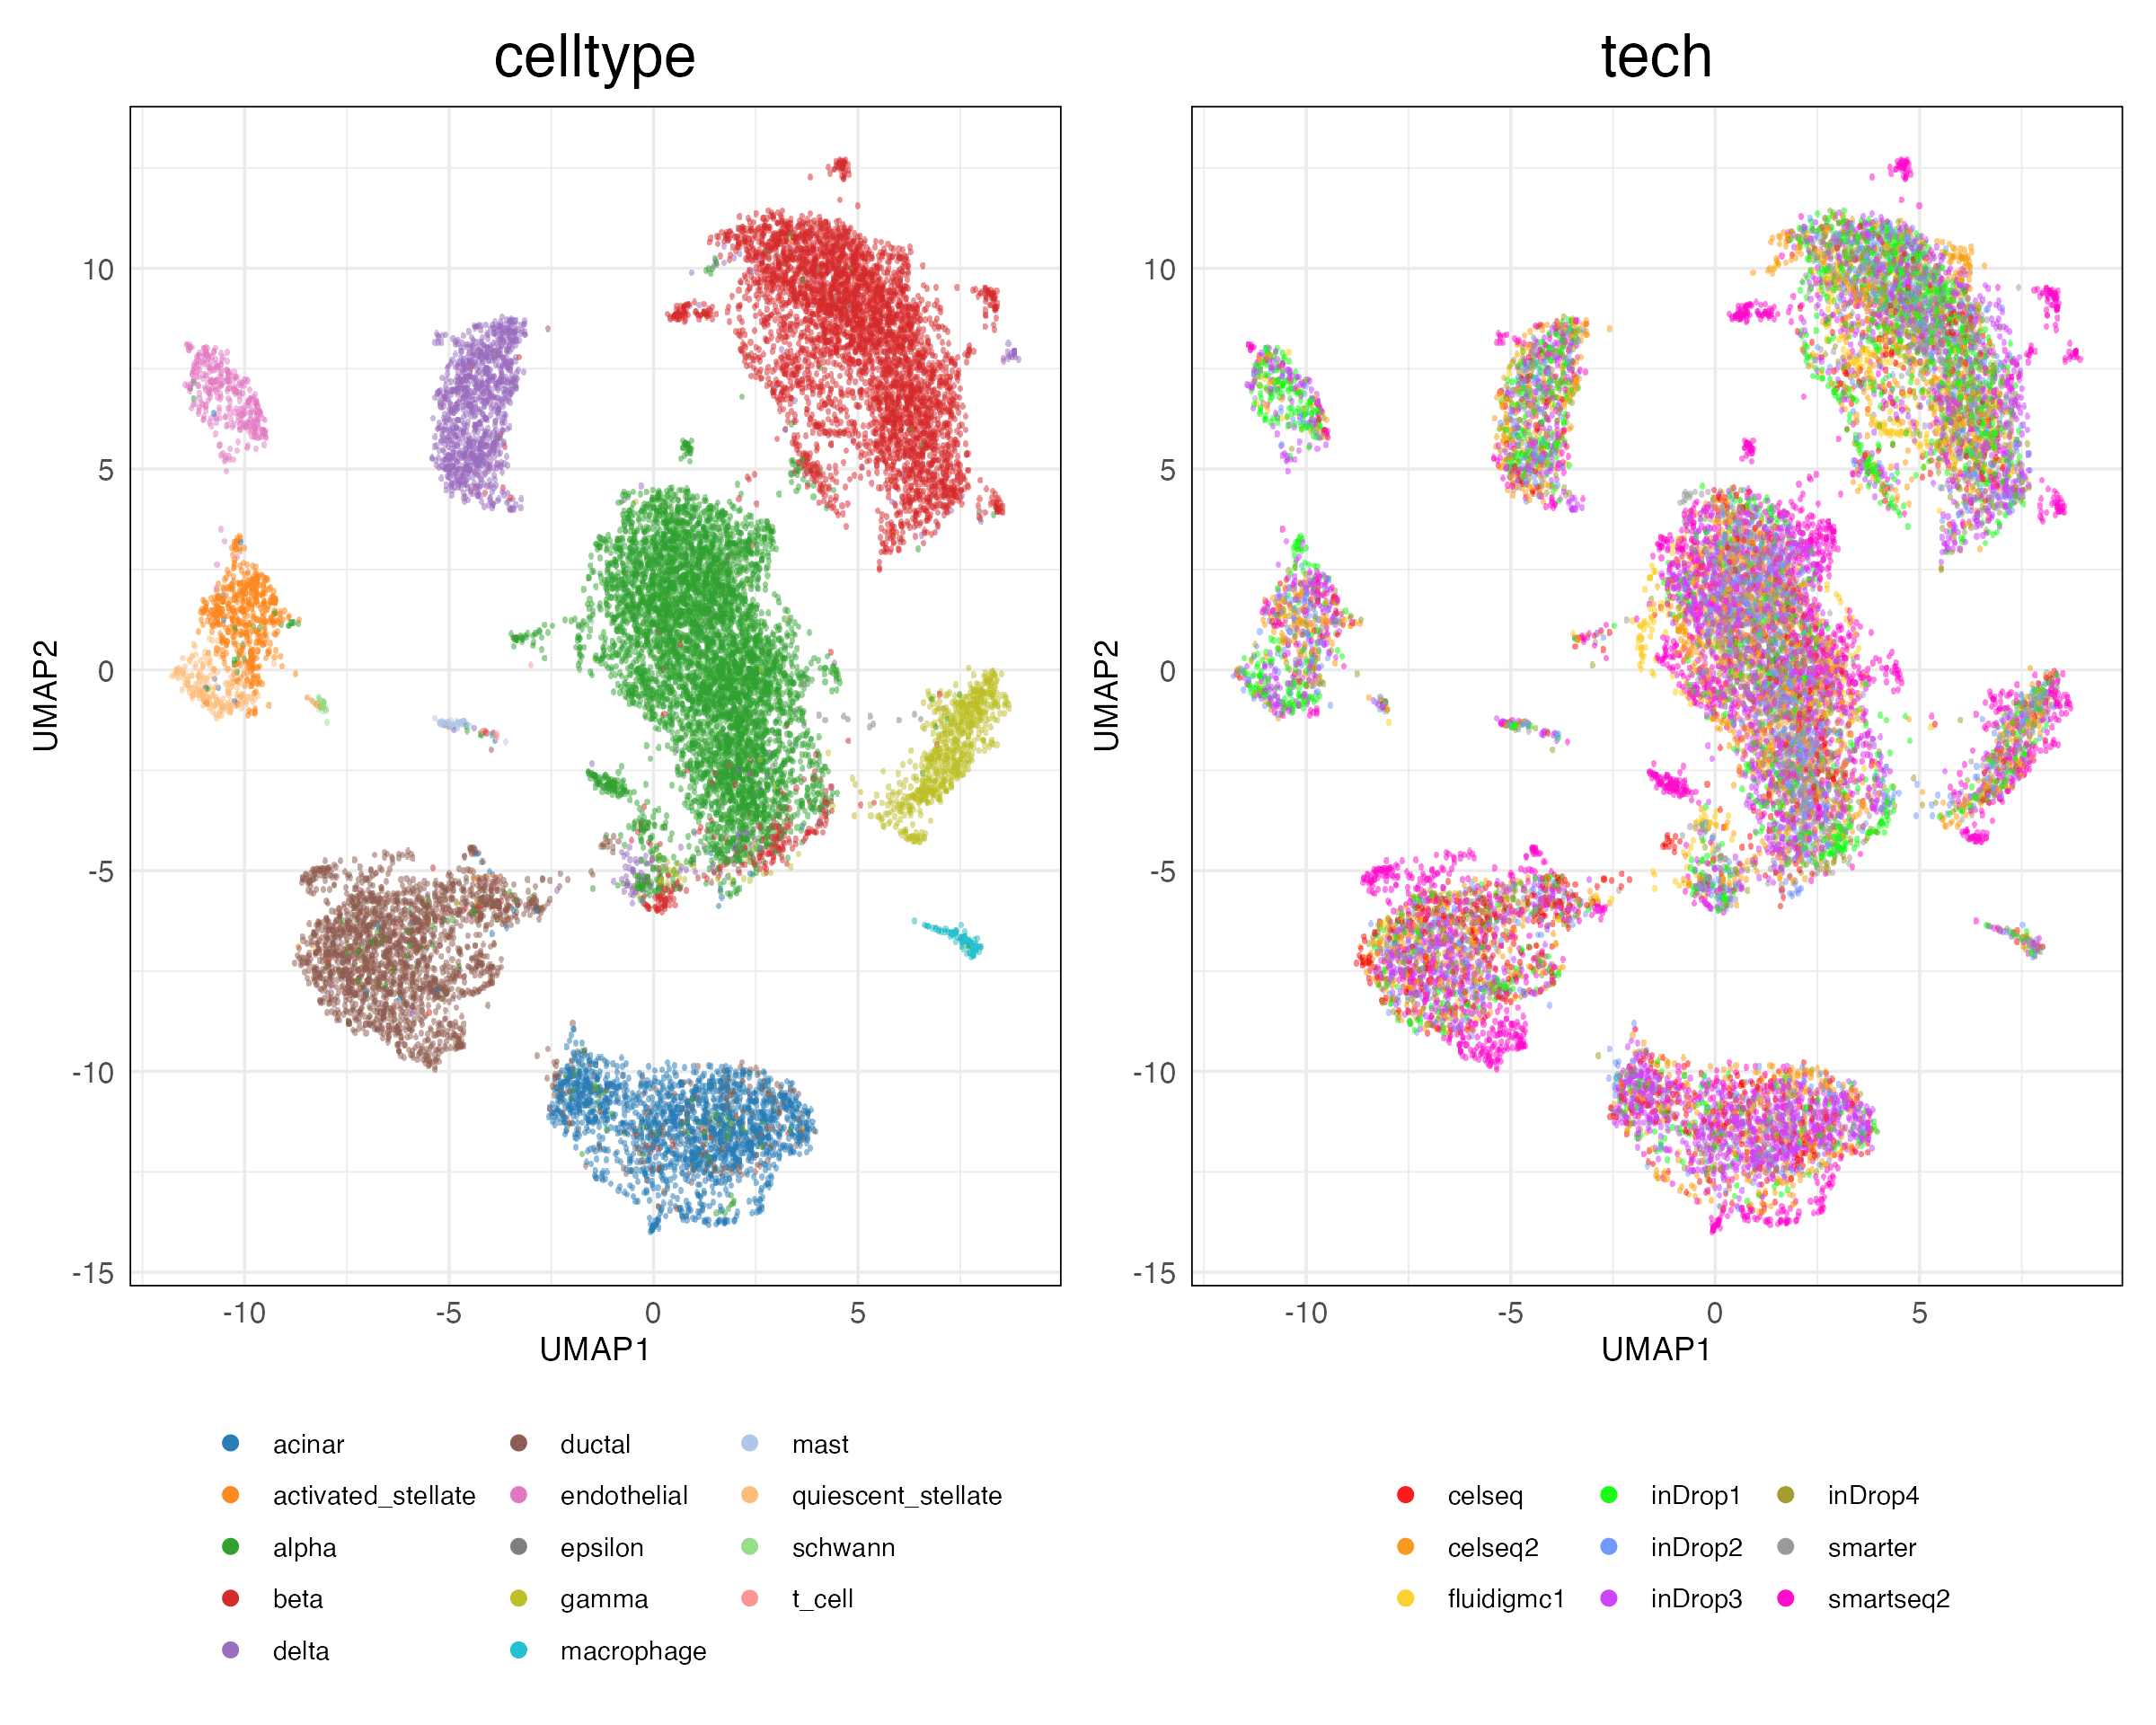 celltype
tech
10
5
0
-5
-10
-15
UMAP2
-10
-5
0
5
UMAP1
10
5
0
-5
-10
-15
UMAP2
-10
-5
0
5
UMAP1
acinar
activated_stellate
alpha
beta
delta
ductal
endothelial
epsilon
gamma
macrophage
mast
quiescent_stellate
schwann
t_cell
celseq
celseq2
fluidigmc1
inDrop1
inDrop2
inDrop3
inDrop4
smarter
smartseq2